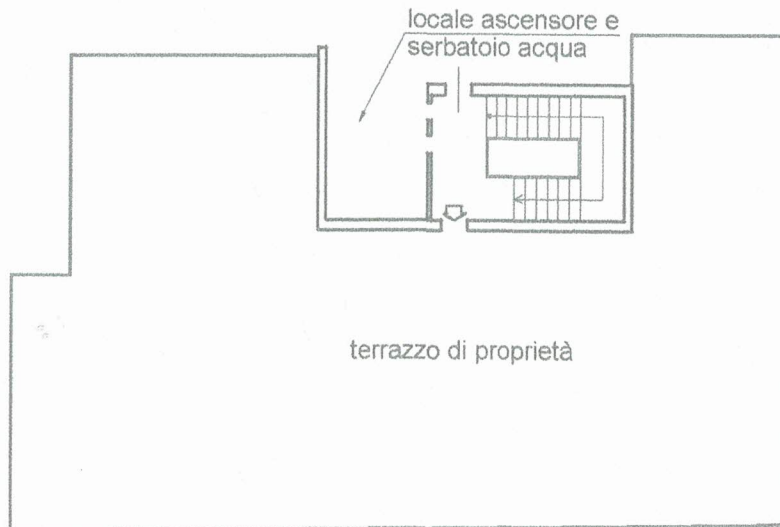 locale ascensore e
serbatoio acqua
terrazzo di proprietà